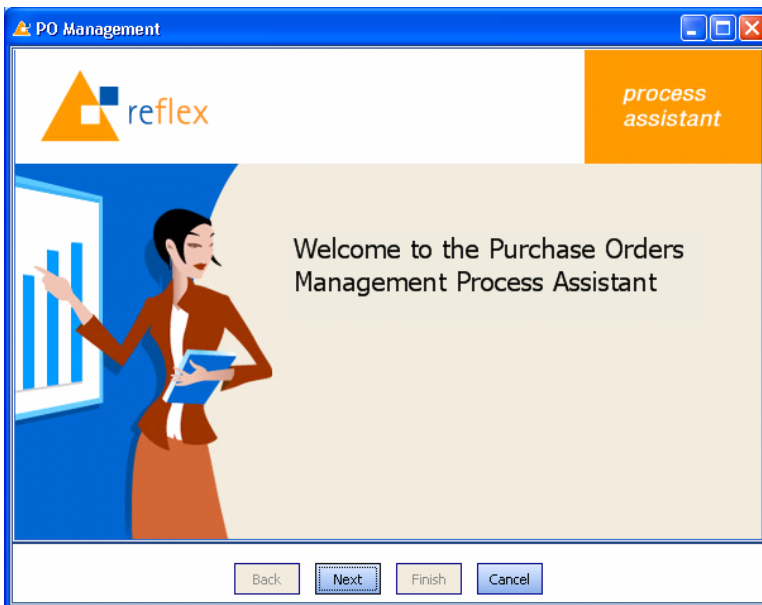 PO Management
reflex
process
assistant
Welcome to the Purchase Orders
Management Process Assistant
Back
Next
Finish
Cancel